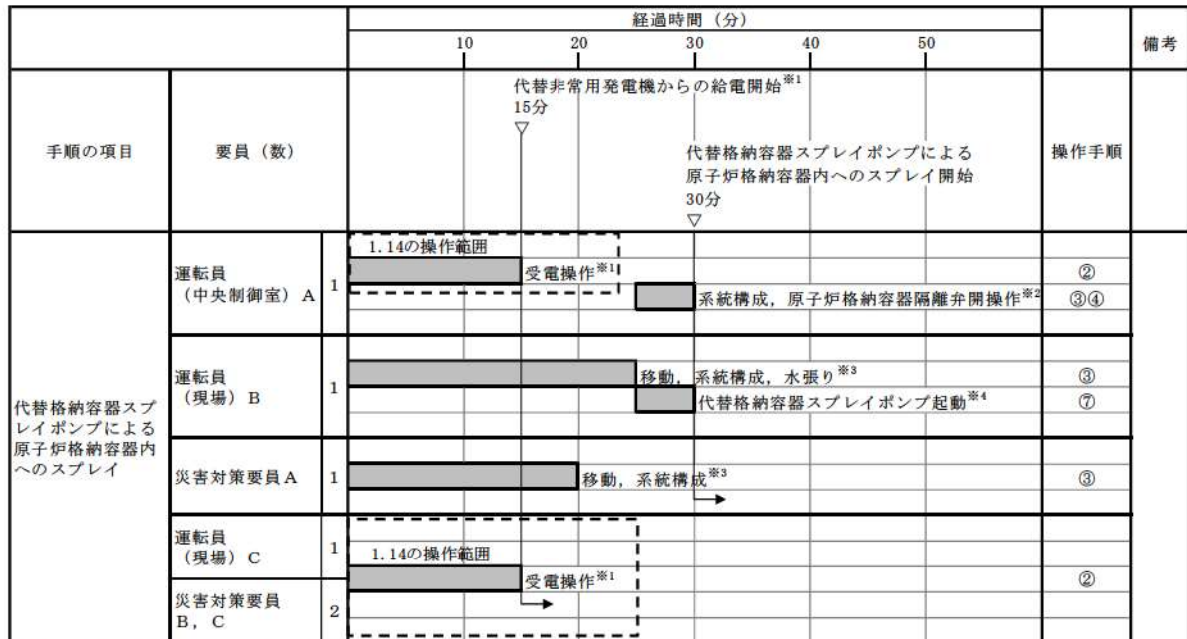 経過時間（分）
10 20 30 40 50
備考
手順の項目
要員（数）
操作手順
代替非常用発電機からの給電開始※1
15分
▽
代替格納容器スプレイポンプによる
原子炉格納容器内へのスプレイ開始
30分
▽
代替格納容器スプ
レイポンプによる
原子炉格納容器内
へのスプレイ
運転員
（中央制御室）A
1
1.14の操作範囲
受電操作※1
②
系統構成，原子炉格納容器隔離弁開操作※2
③④
運転員
（現場）B
1
移動，系統構成，水張り※3
③
代替格納容器スプレイポンプ起動※4
⑦
災害対策要員A
1
移動，系統構成※3
③
運転員
（現場）C
1
1.14の操作範囲
受電操作※1
②
災害対策要員
B，C
2